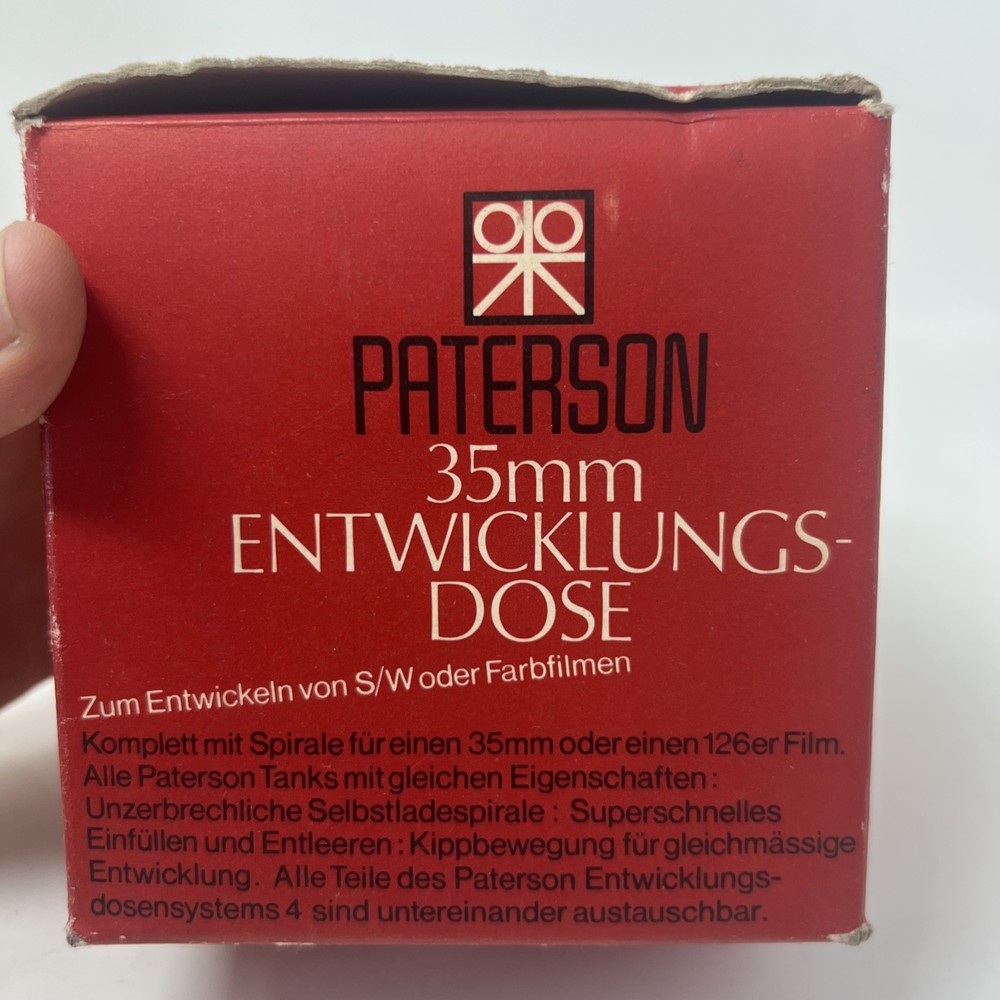 PATERSON
35mm
ENTWICKLUNGS-
DOSE
Zum Entwickeln von S/W oder Farbfilmen
Komplett mit Spirale für einen 35mm oder einen 126er Film.
Alle Paterson Tanks mit gleichen Eigenschaften :
Unzerbrechliche Selbstladespirale : Superschnelles
Einfüllen und Entleeren : Kippbewegung für gleichmässige
Entwicklung. Alle Teile des Paterson Entwicklungs-
dosensystems 4 sind untereinander austauschbar.